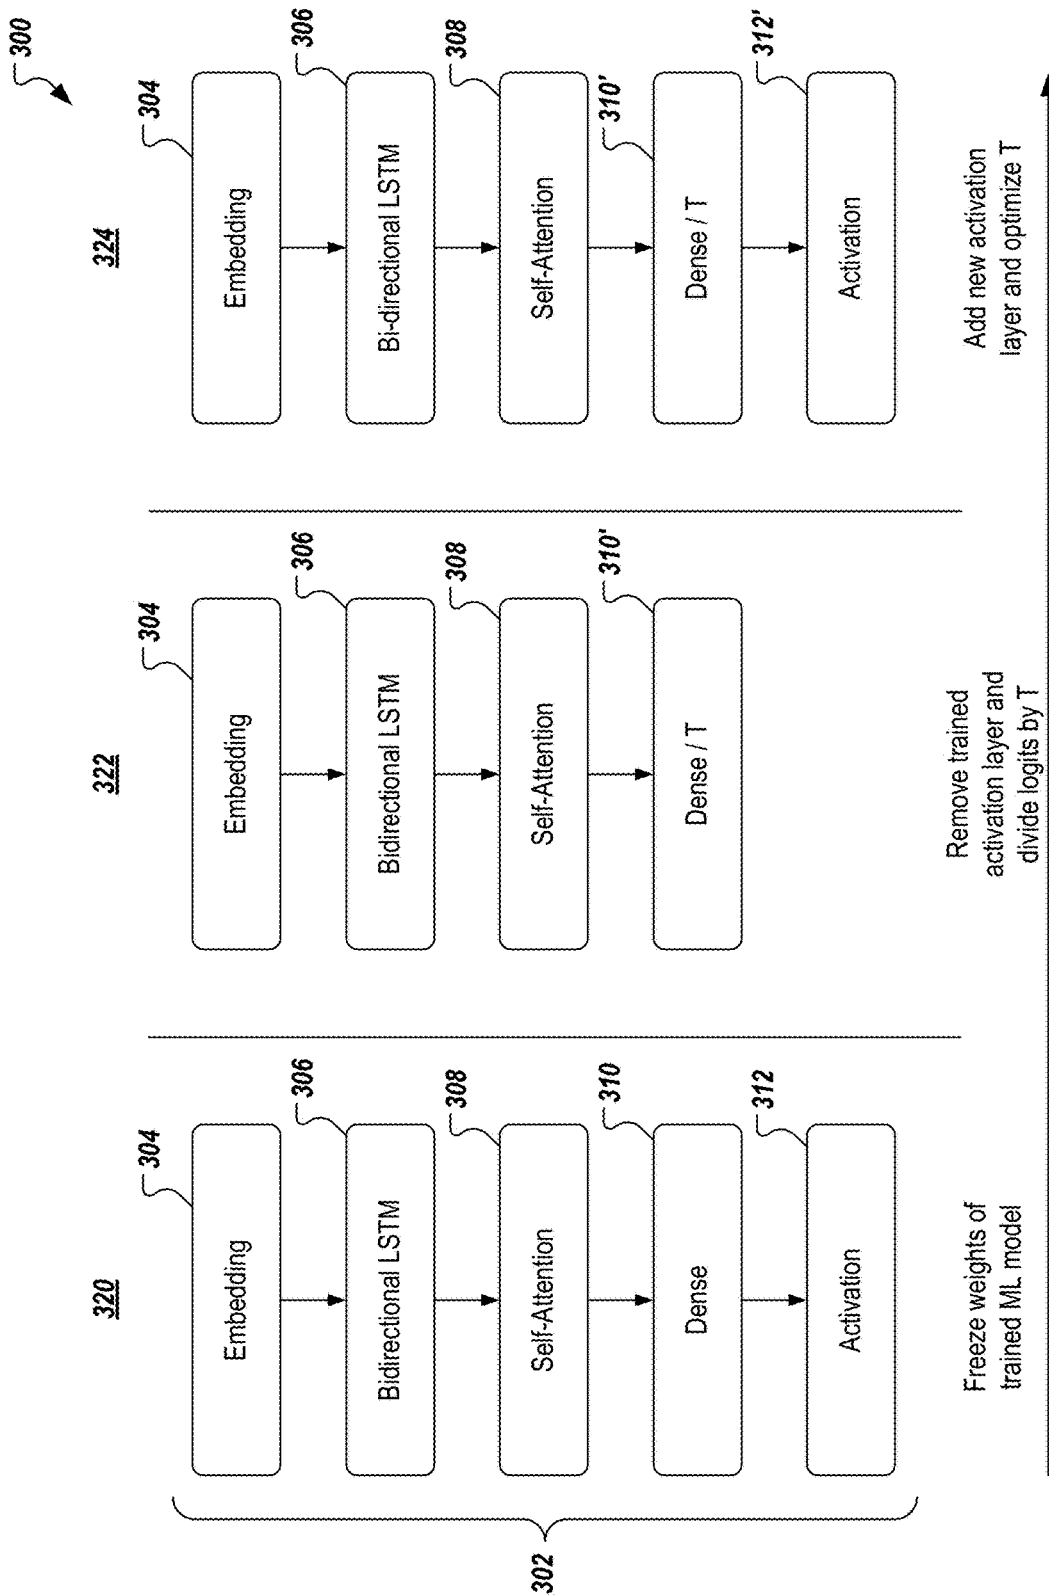 300
320
304
Embedding
306
Bidirectional LSTM
308
Self-Attention
310
Dense
312
Activation
302
Freeze weights of
trained ML model
322
304
Embedding
306
Bidirectional LSTM
308
Self-Attention
310'
Dense / T
Remove trained
activation layer and
divide logits by T
324
304
Embedding
306
Bi-directional LSTM
308
Self-Attention
310'
Dense / T
312'
Activation
Add new activation
layer and optimize T